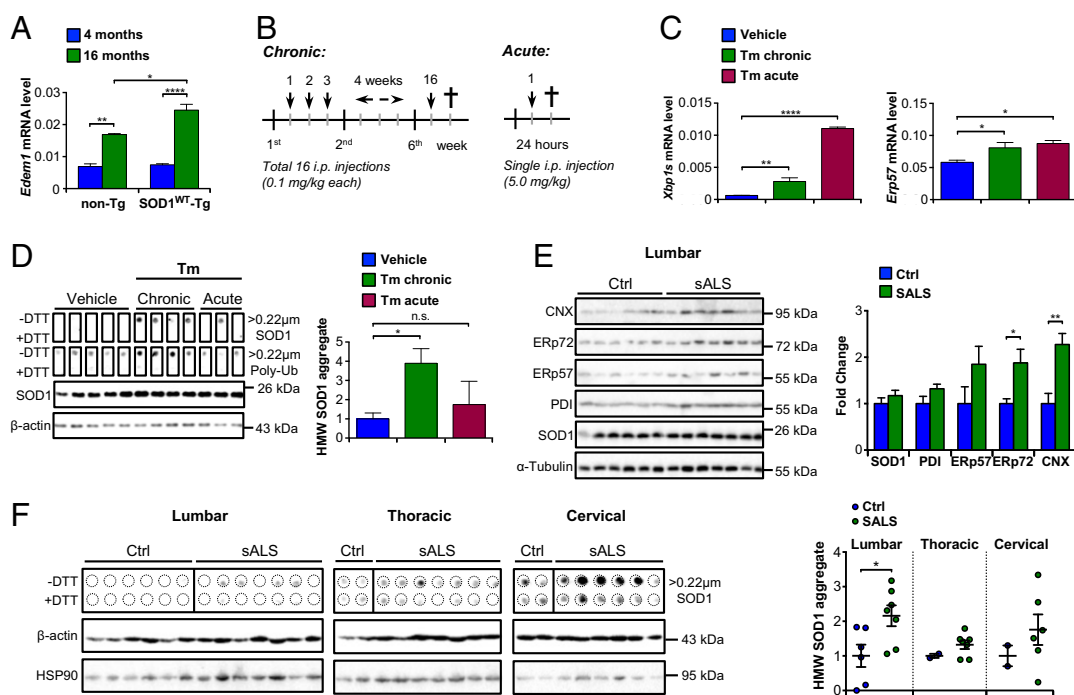 A
4 months
16 months
Edem1 mRNA level
0.03
0.02
0.01
0
**
*
****
non-Tg
SOD1WT-Tg
B
Chronic:
1 2 3 4 weeks 16
1st 2nd 6th week
Total 16 i.p. injections
(0.1 mg/kg each)
Acute:
1
24 hours
Single i.p. injection
(5.0 mg/kg)
C
Vehicle
Tm chronic
Tm acute
Xbp1s mRNA level
0.015
0.010
0.005
0.000
****
**
Erp57 mRNA level
0.15
0.10
0.05
0.00
*
*
D
Tm
Vehicle Chronic Acute
-DTT
+DTT
>0.22µm
SOD1
-DTT
+DTT
>0.22µm
Poly-Ub
SOD1 26 kDa
β-actin 43 kDa
Vehicle
Tm chronic
Tm acute
HMW SOD1 aggregate
5
4
3
2
1
0
n.s.
*
E
Lumbar
Ctrl sALS
CNX 95 kDa
ERp72 72 kDa
ERp57 55 kDa
PDI 55 kDa
SOD1 26 kDa
α-Tubulin 55 kDa
Ctrl
SALS
Fold Change
3
2
1
0
*
**
SOD1 PDI ERp57 ERp72 CNX
F
Lumbar Thoracic Cervical
Ctrl sALS Ctrl sALS Ctrl sALS
-DTT
+DTT
>0.22µm
SOD1
β-actin 43 kDa
HSP90 95 kDa
Ctrl
SALS
Lumbar Thoracic Cervical
HMW SOD1 aggregate
4
3
2
1
0
*